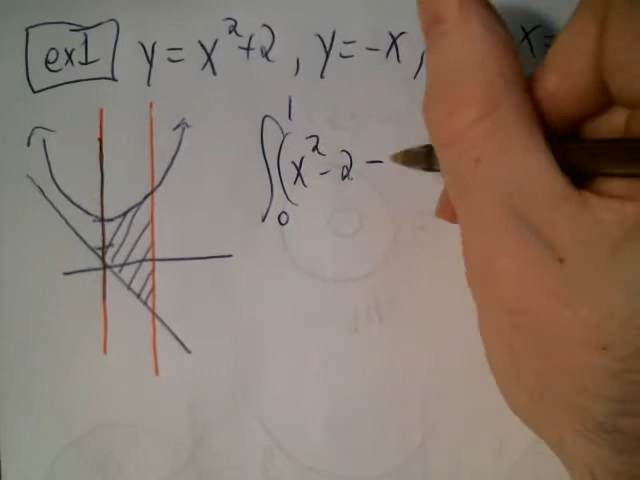 ex1 y = x²+2 , y = -x , x =
∫₀¹ (x² - 2 -